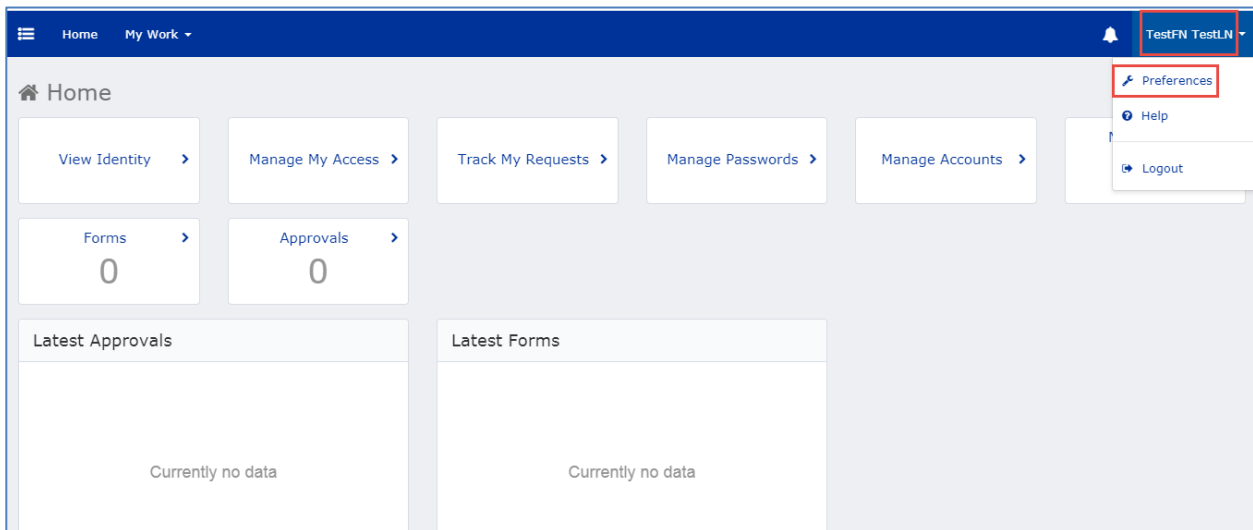 Home My Work TestFN TestLN
Preferences
Help
Logout
Home
View Identity Manage My Access Track My Requests Manage Passwords Manage Accounts
Forms Approvals
0 0
Latest Approvals Latest Forms
Currently no data Currently no data